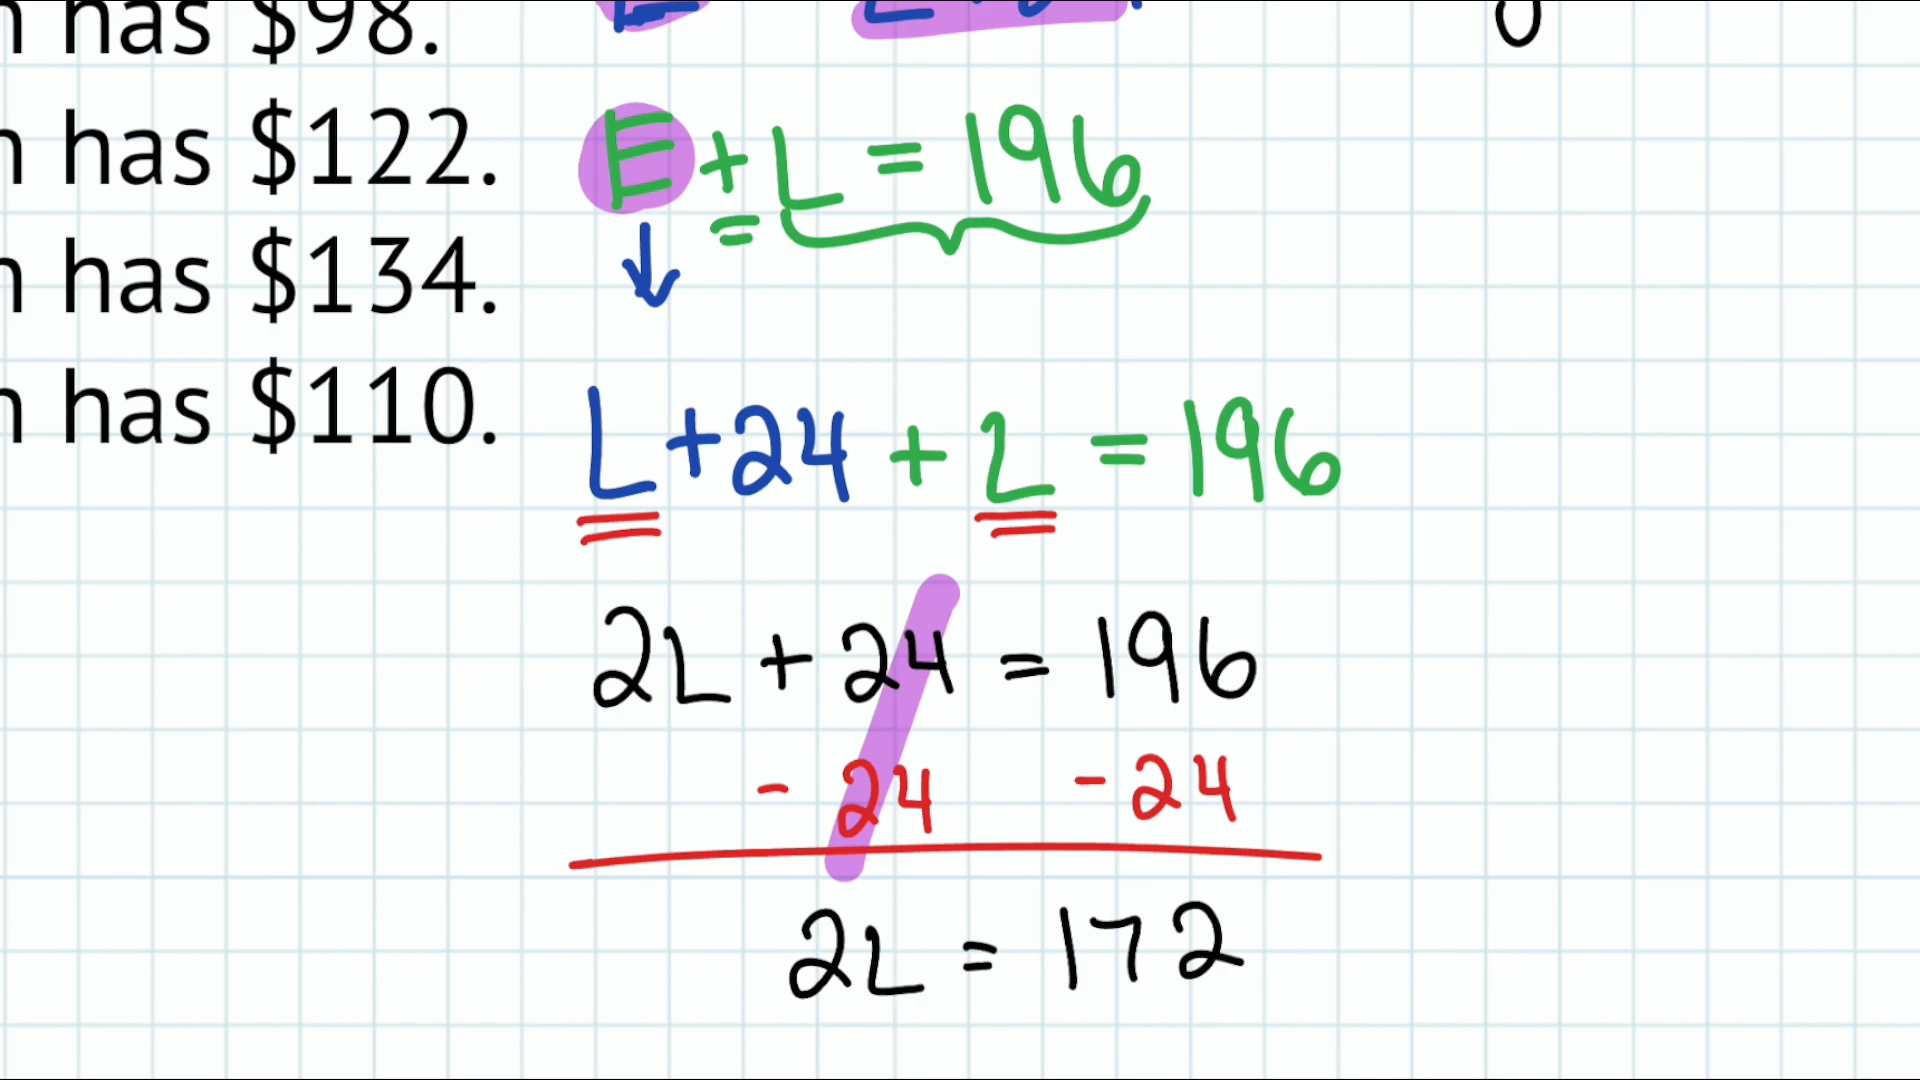 has $98.
has $122.
has $134.
has $110.
E + L = 196
L + 24 + L = 196
2L + 24 = 196
- 24 - 24
2L = 172